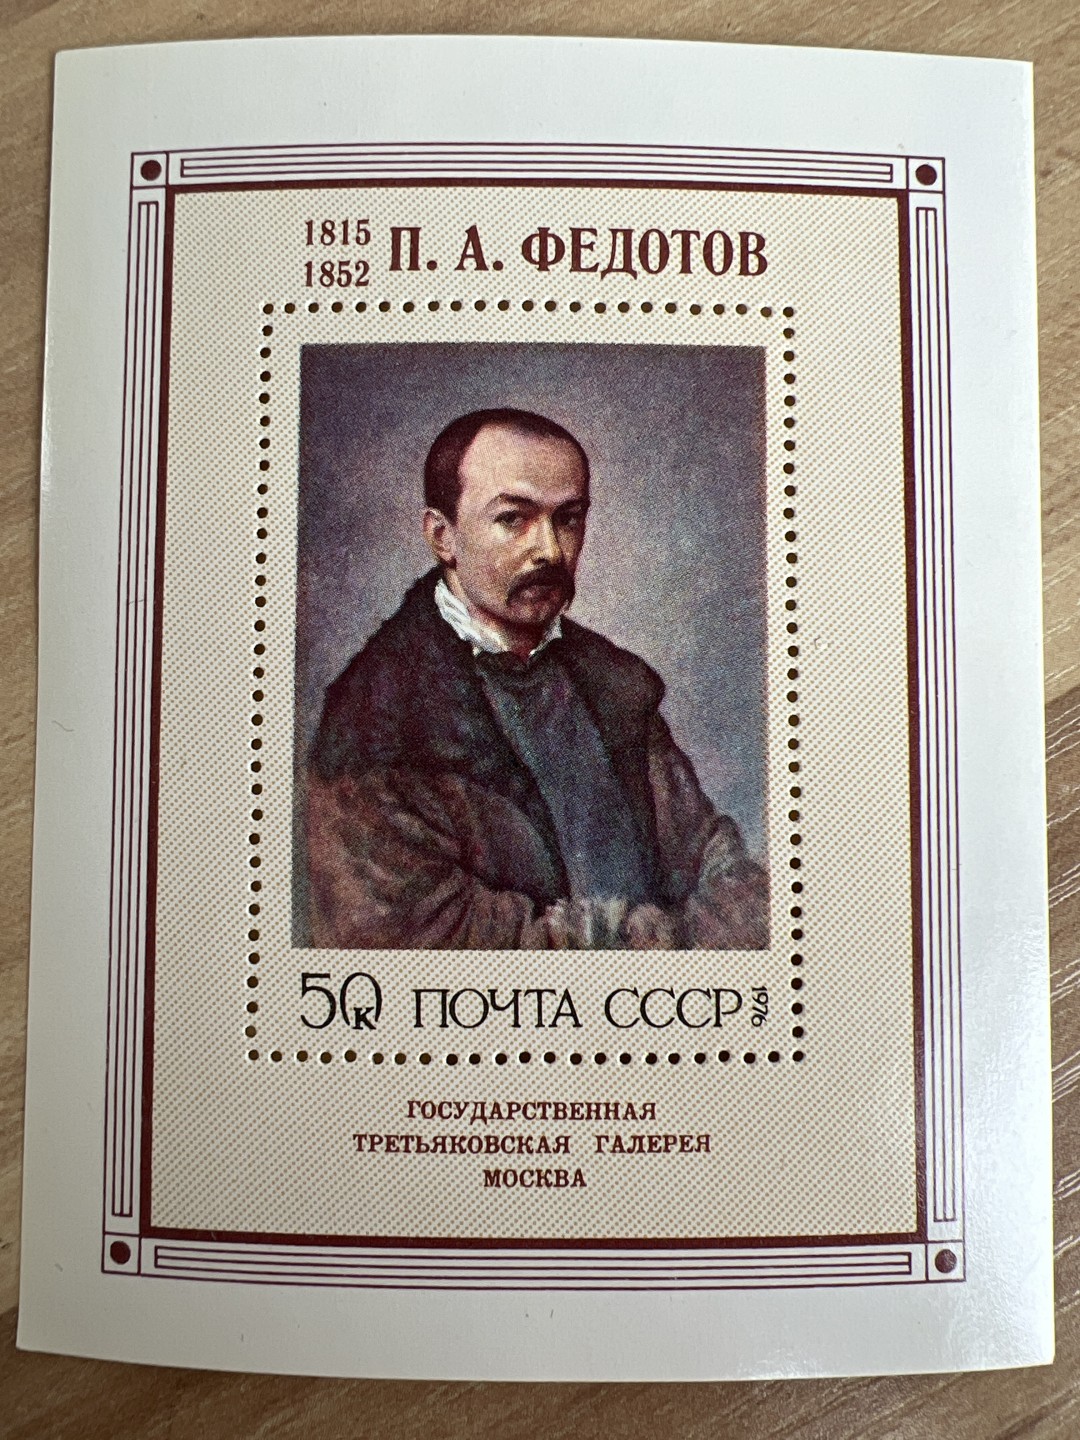 1815
1852
П. А. ФЕДОТОВ
50к ПОЧТА СССР 1976
ГОСУДАРСТВЕННАЯ
ТРЕТЬЯКОВСКАЯ ГАЛЕРЕЯ
МОСКВА